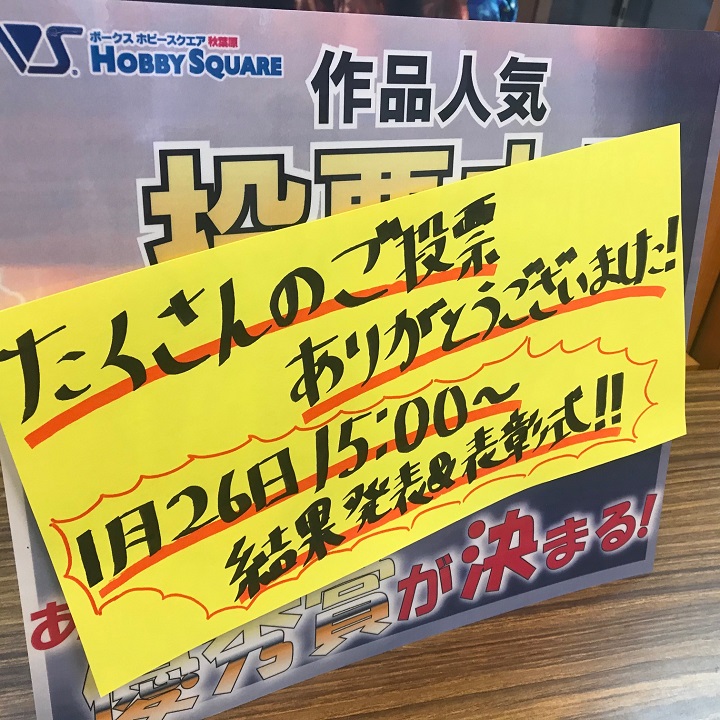 VS.
ボークス ホビースクエア 秋葉原
HOBBY SQUARE
作品人気
たくさんのご投票
ありがとうございました!
1月26日15:00〜
結果発表&表彰式!!
が決まる!